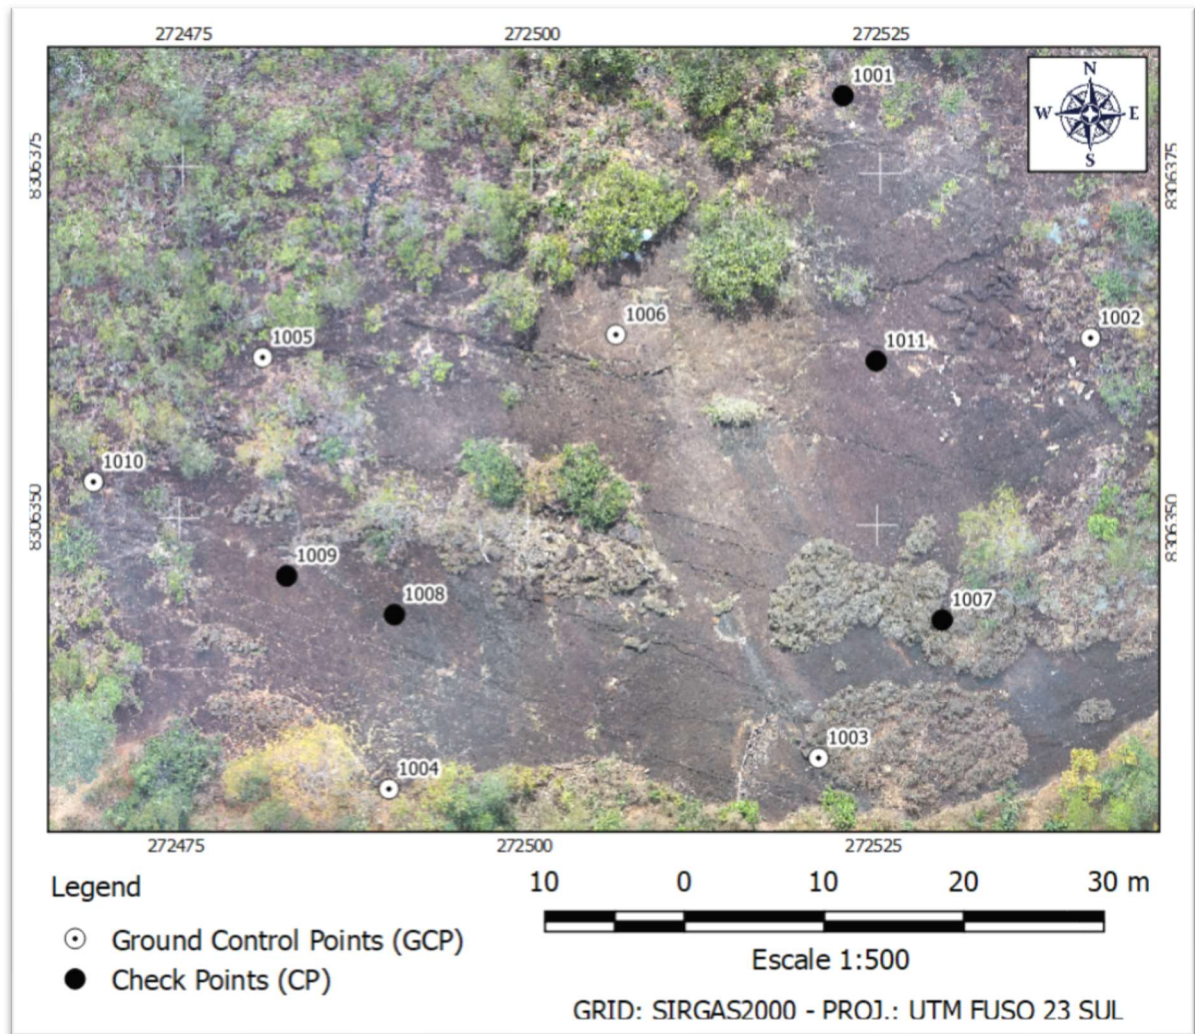 272475 272500 272525
1001
N
W E
S
8306375 8306375
1006
1002
1005
1011
1010
8306350 8306350
1009
1008
1007
1003
1004
272475 272500 272525
Legend
10 0 10 20 30 m
Ground Control Points (GCP)
Check Points (CP)
Escale 1:500
GRID: SIRGAS2000 - PROJ.: UTM FUSO 23 SUL